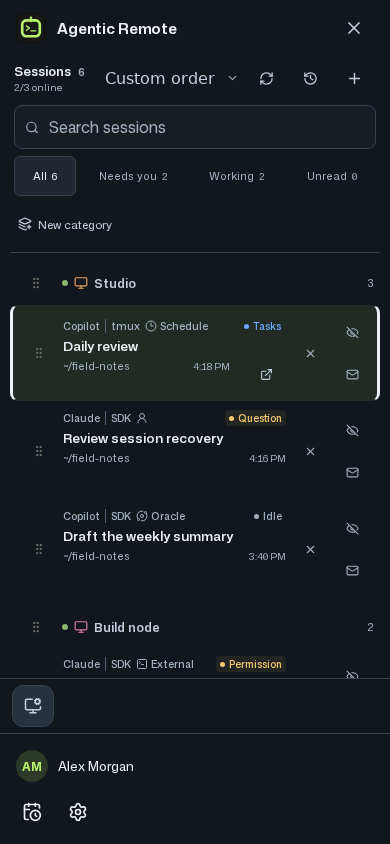 Agentic Remote
Sessions 6
2/3 online
Custom order
Search sessions
All 6
Needs you 2
Working 2
Unread 0
New category
Studio 3
Copilot | tmux Schedule Tasks
Daily review
~/field-notes 4:18 PM
Claude | SDK Question
Review session recovery
~/field-notes 4:16 PM
Copilot | SDK Oracle Idle
Draft the weekly summary
~/field-notes 3:40 PM
Build node 2
Claude | SDK External Permission
AM Alex Morgan